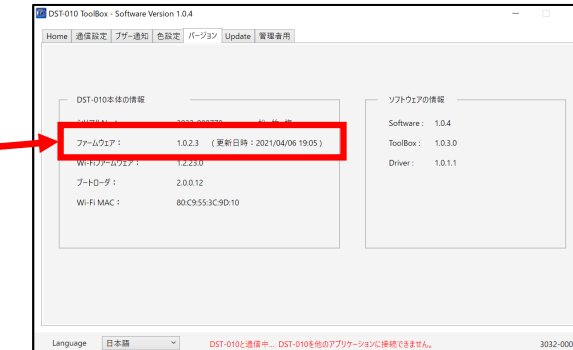 DST-010 ToolBox - Software Version 1.0.4
Home 通信設定 ブザー通知 色設定 バージョン Update 管理者用
DST-010本体の情報
ファームウェア： 1.0.2.3 (更新日時：2021/04/06 19:05)
Wi-Fiファームウェア： 1.2.23.0
ブートローダ： 2.0.0.12
Wi-Fi MAC： 80:C9:55:3C:9D:10
ソフトウェアの情報
Software： 1.0.4
ToolBox： 1.0.3.0
Driver： 1.0.1.1
Language 日本語 DST-010と通信中... DST-010を他のアプリケーションに接続できません。 3032-000